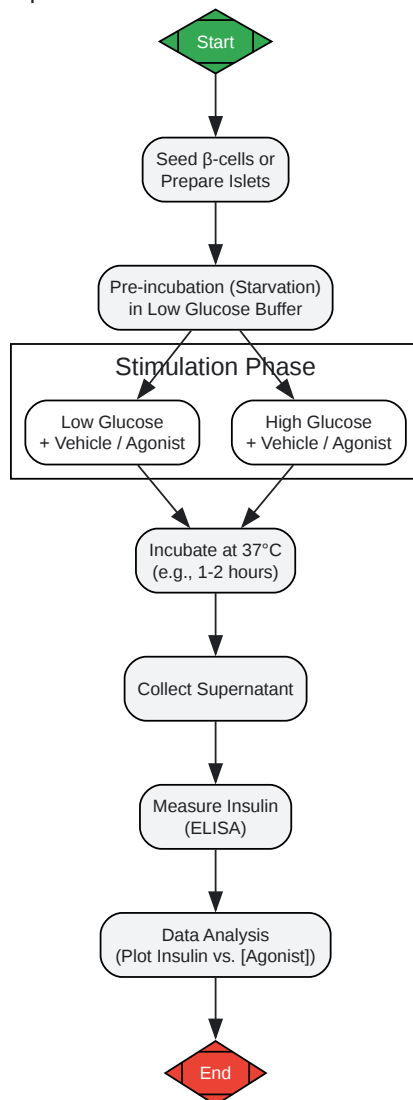 Start
Seed β-cells or
Prepare Islets
Pre-incubation (Starvation)
in Low Glucose Buffer
Stimulation Phase
Low Glucose
+ Vehicle / Agonist
High Glucose
+ Vehicle / Agonist
Incubate at 37°C
(e.g., 1-2 hours)
Collect Supernatant
Measure Insulin
(ELISA)
Data Analysis
(Plot Insulin vs. [Agonist])
End